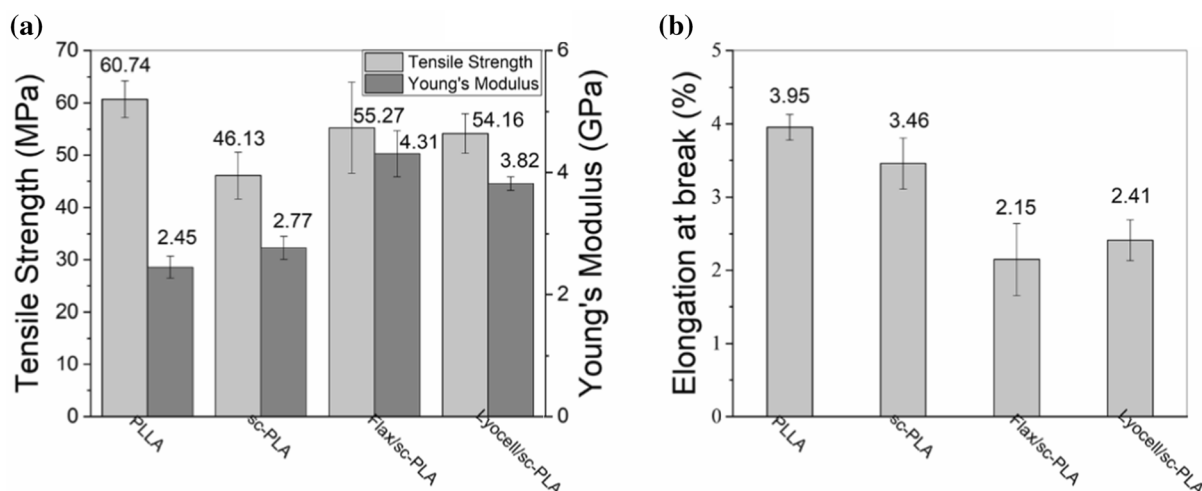 (a)
Tensile Strength (MPa)
70
60
50
40
30
20
10
0
60.74
2.45
46.13
2.77
55.27
4.31
54.16
3.82
Tensile Strength
Young's Modulus
6
4
2
0
Young's Modulus (GPa)
PLLA
sc-PLA
Flax/sc-PLA
Lyocell/sc-PLA
(b)
Elongation at break (%)
5
4
3
2
1
0
3.95
3.46
2.15
2.41
PLLA
sc-PLA
Flax/sc-PLA
Lyocell/sc-PLA